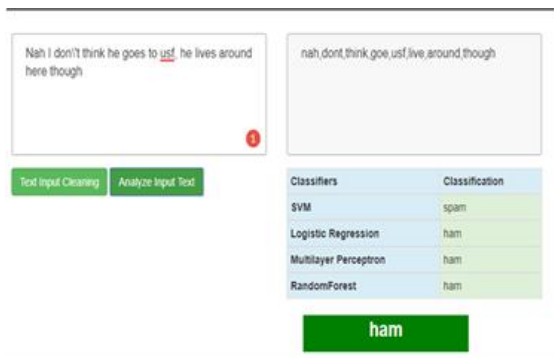 Nah I don\'t think he goes to usf, he lives around
here though
1
nah,dont,think,goe,usf,live,around,though
Text Input Cleaning
Analyze Input Text
Classifiers Classification
SVM spam
Logistic Regression ham
Multilayer Perceptron ham
RandomForest ham
ham